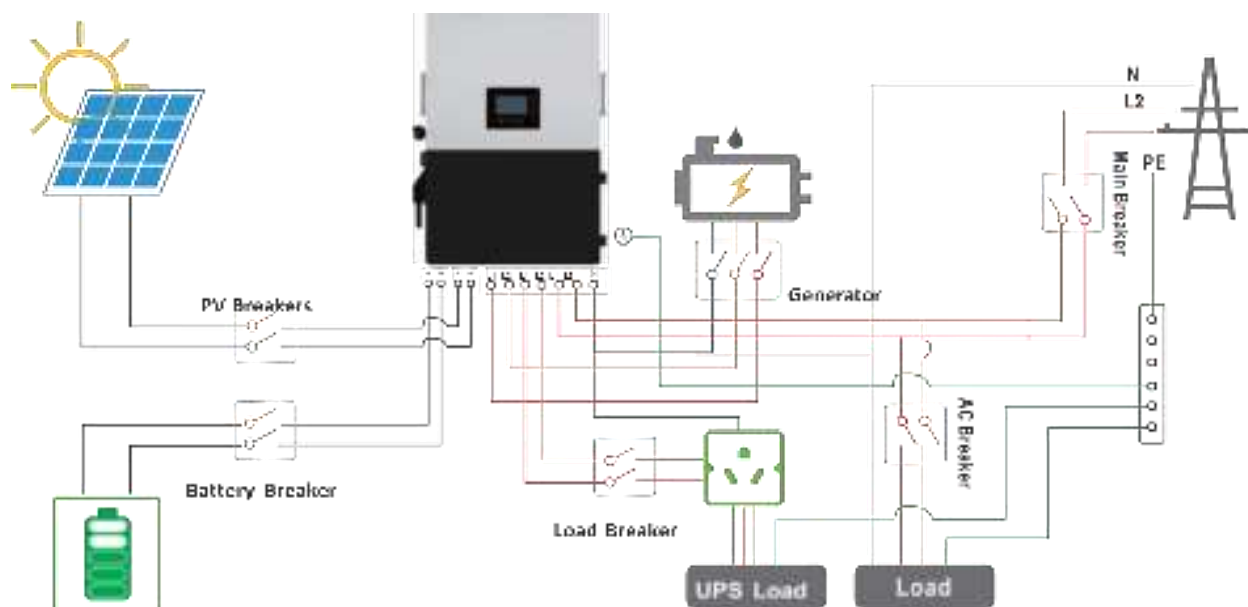 N
L2
PE
Main Breaker
PV Breakers
Generator
AC Breaker
Battery Breaker
Load Breaker
UPS Load
Load